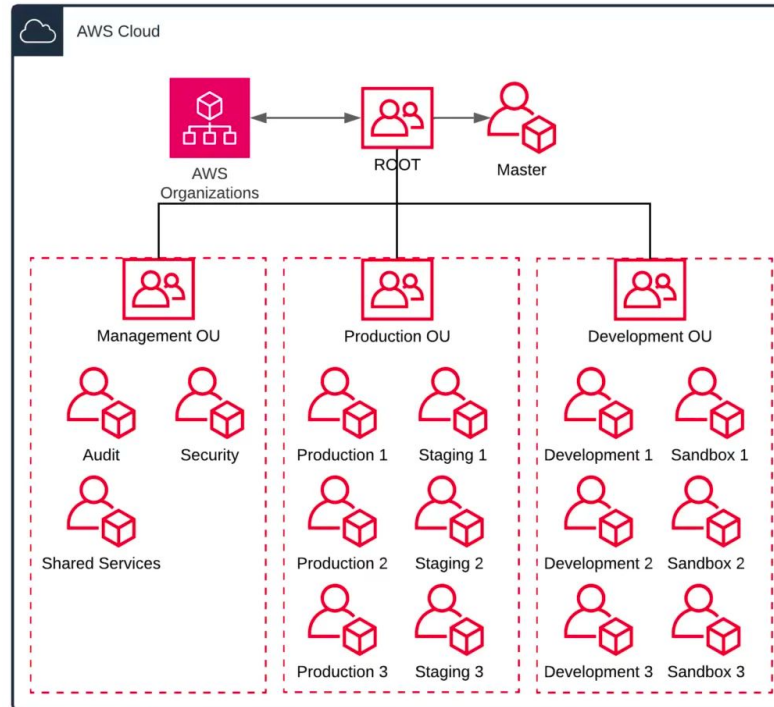 AWS Cloud
AWS
Organizations
ROOT
Master
Management OU
Production OU
Development OU
Audit
Security
Production 1
Staging 1
Development 1
Sandbox 1
Shared Services
Production 2
Staging 2
Development 2
Sandbox 2
Production 3
Staging 3
Development 3
Sandbox 3